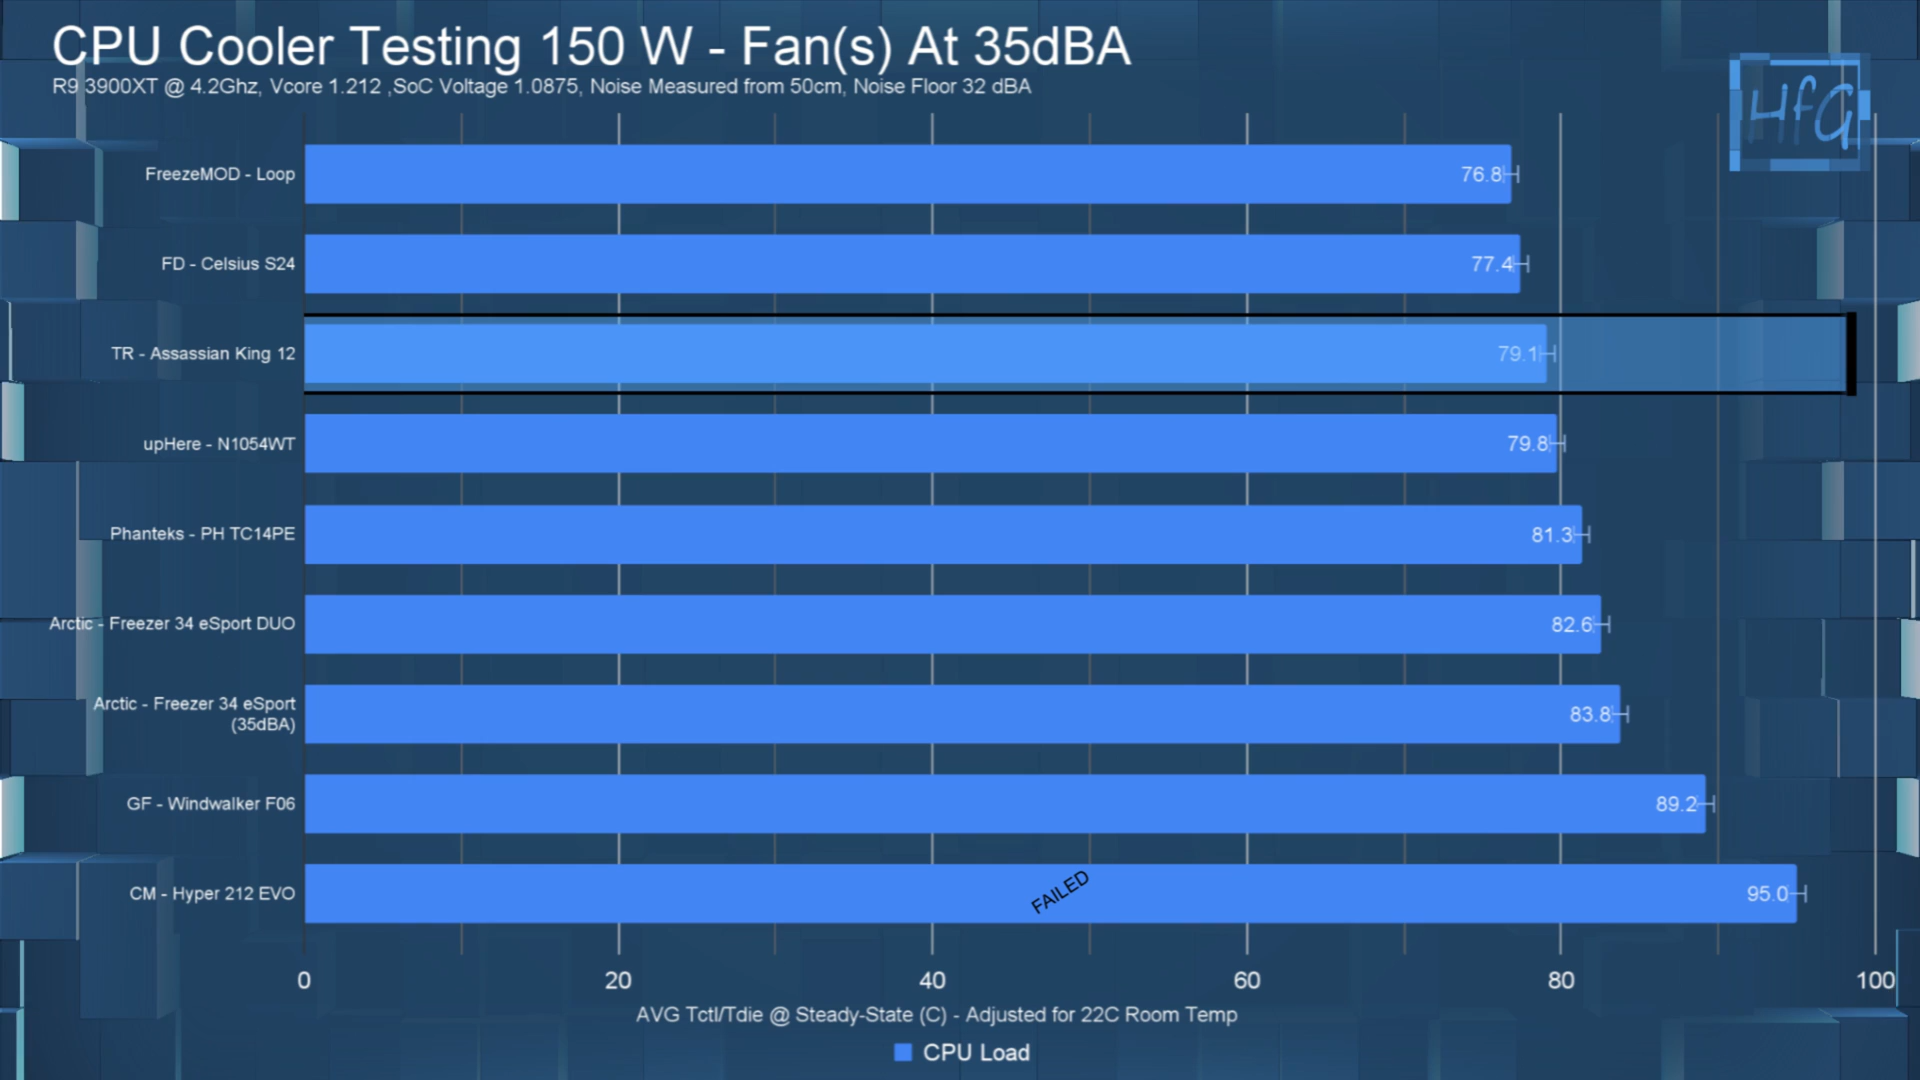 CPU Cooler Testing 150 W - Fan(s) At 35dBA
R9 3900XT @ 4.2Ghz, Vcore 1.212 ,SoC Voltage 1.0875, Noise Measured from 50cm, Noise Floor 32 dBA
HfG
FreezeMOD - Loop
76.8
FD - Celsius S24
77.4
TR - Assassian King 12
79.1
upHere - N1054WT
79.8
Phanteks - PH TC14PE
81.3
Arctic - Freezer 34 eSport DUO
82.6
Arctic - Freezer 34 eSport
(35dBA)
83.8
GF - Windwalker F06
89.2
CM - Hyper 212 EVO
FAILED
95.0
0 20 40 60 80 100
AVG Tctl/Tdie @ Steady-State (C) - Adjusted for 22C Room Temp
CPU Load